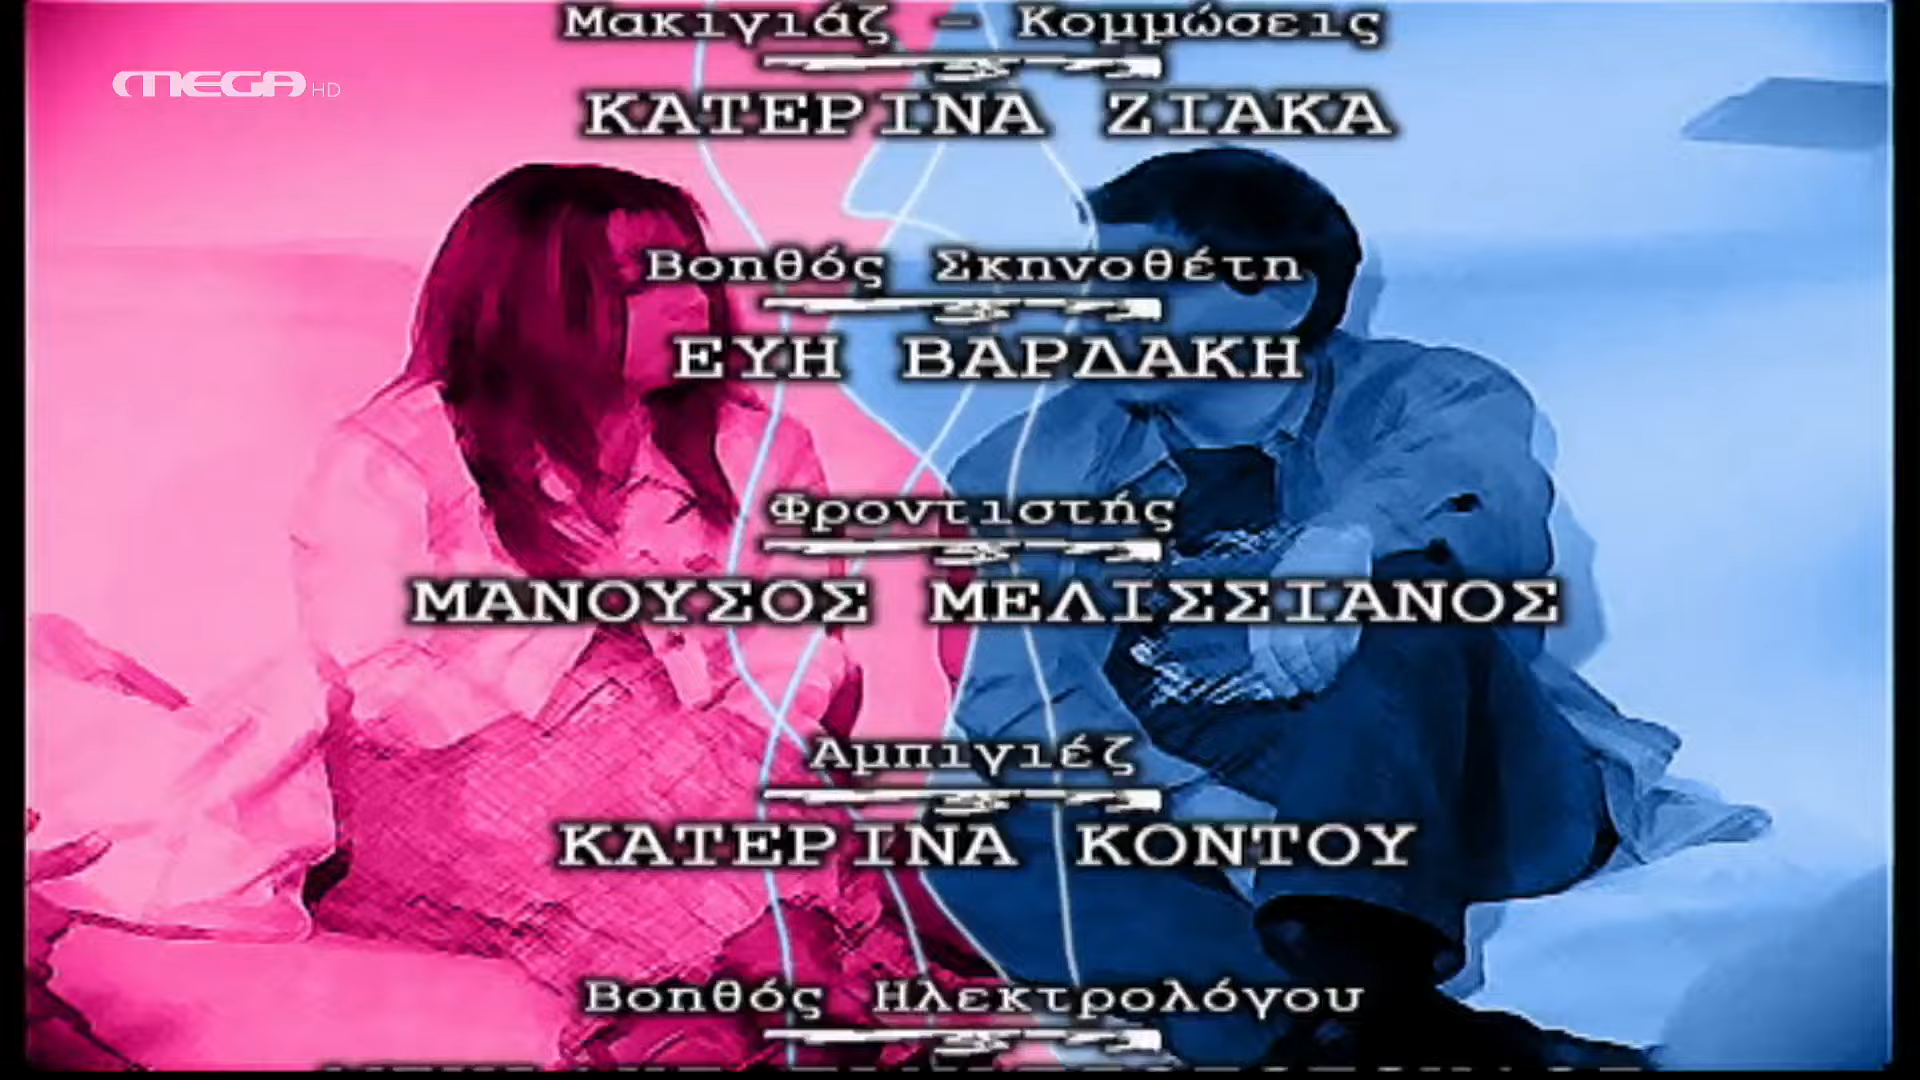 Μακιγιάζ - Κομμώσεις
MEGA HD
ΚΑΤΕΡΙΝΑ ΖΙΑΚΑ
Βοηθός Σκηνοθέτη
ΕΥΗ ΒΑΡΔΑΚΗ
Φροντιστής
ΜΑΝΟΥΣΟΣ ΜΕΛΙΣΣΙΑΝΟΣ
Αμπιγιέζ
ΚΑΤΕΡΙΝΑ ΚΟΝΤΟΥ
Βοηθός Ηλεκτρολόγου